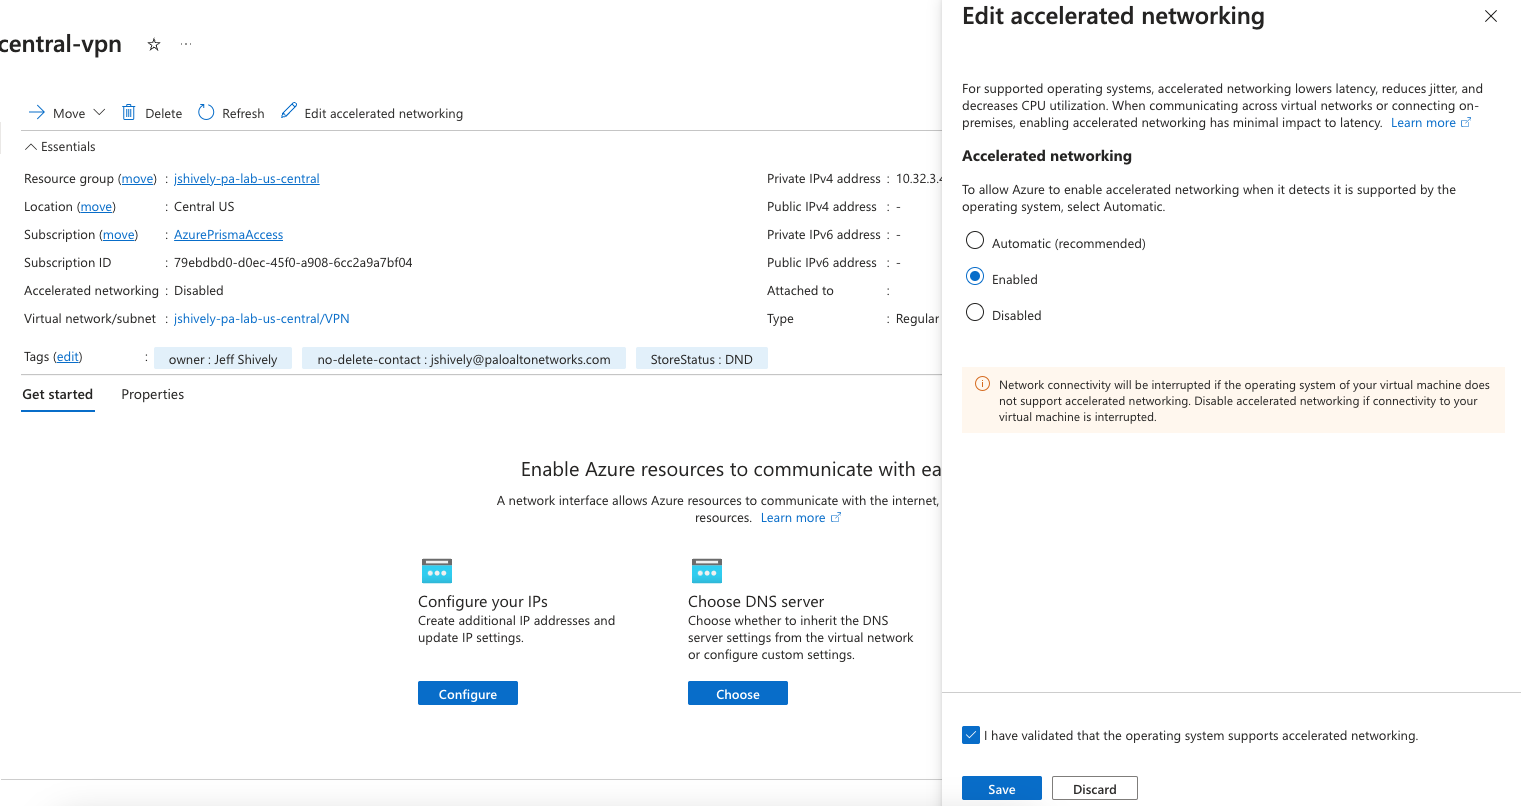 central-vpn
Move
Delete
Refresh
Edit accelerated networking
Essentials
Resource group (move) : jshively-pa-lab-us-central
Location (move) : Central US
Subscription (move) : AzurePrismaAccess
Subscription ID : 79ebdbd0-d0ec-45f0-a908-6cc2a9a7bf04
Accelerated networking : Disabled
Virtual network/subnet : jshively-pa-lab-us-central/VPN
Private IPv4 address : 10.32.3.4
Public IPv4 address : -
Private IPv6 address : -
Public IPv6 address : -
Attached to :
Type : Regular
Tags (edit) : owner : Jeff Shively no-delete-contact : jshively@paloaltonetworks.com StoreStatus : DND
Get started Properties
Enable Azure resources to communicate with ea
A network interface allows Azure resources to communicate with the internet,
resources. Learn more
Configure your IPs
Create additional IP addresses and
update IP settings.
Configure
Choose DNS server
Choose whether to inherit the DNS
server settings from the virtual network
or configure custom settings.
Choose
Edit accelerated networking
For supported operating systems, accelerated networking lowers latency, reduces jitter, and
decreases CPU utilization. When communicating across virtual networks or connecting on-
premises, enabling accelerated networking has minimal impact to latency. Learn more
Accelerated networking
To allow Azure to enable accelerated networking when it detects it is supported by the
operating system, select Automatic.
Automatic (recommended)
Enabled
Disabled
Network connectivity will be interrupted if the operating system of your virtual machine does
not support accelerated networking. Disable accelerated networking if connectivity to your
virtual machine is interrupted.
I have validated that the operating system supports accelerated networking.
Save Discard